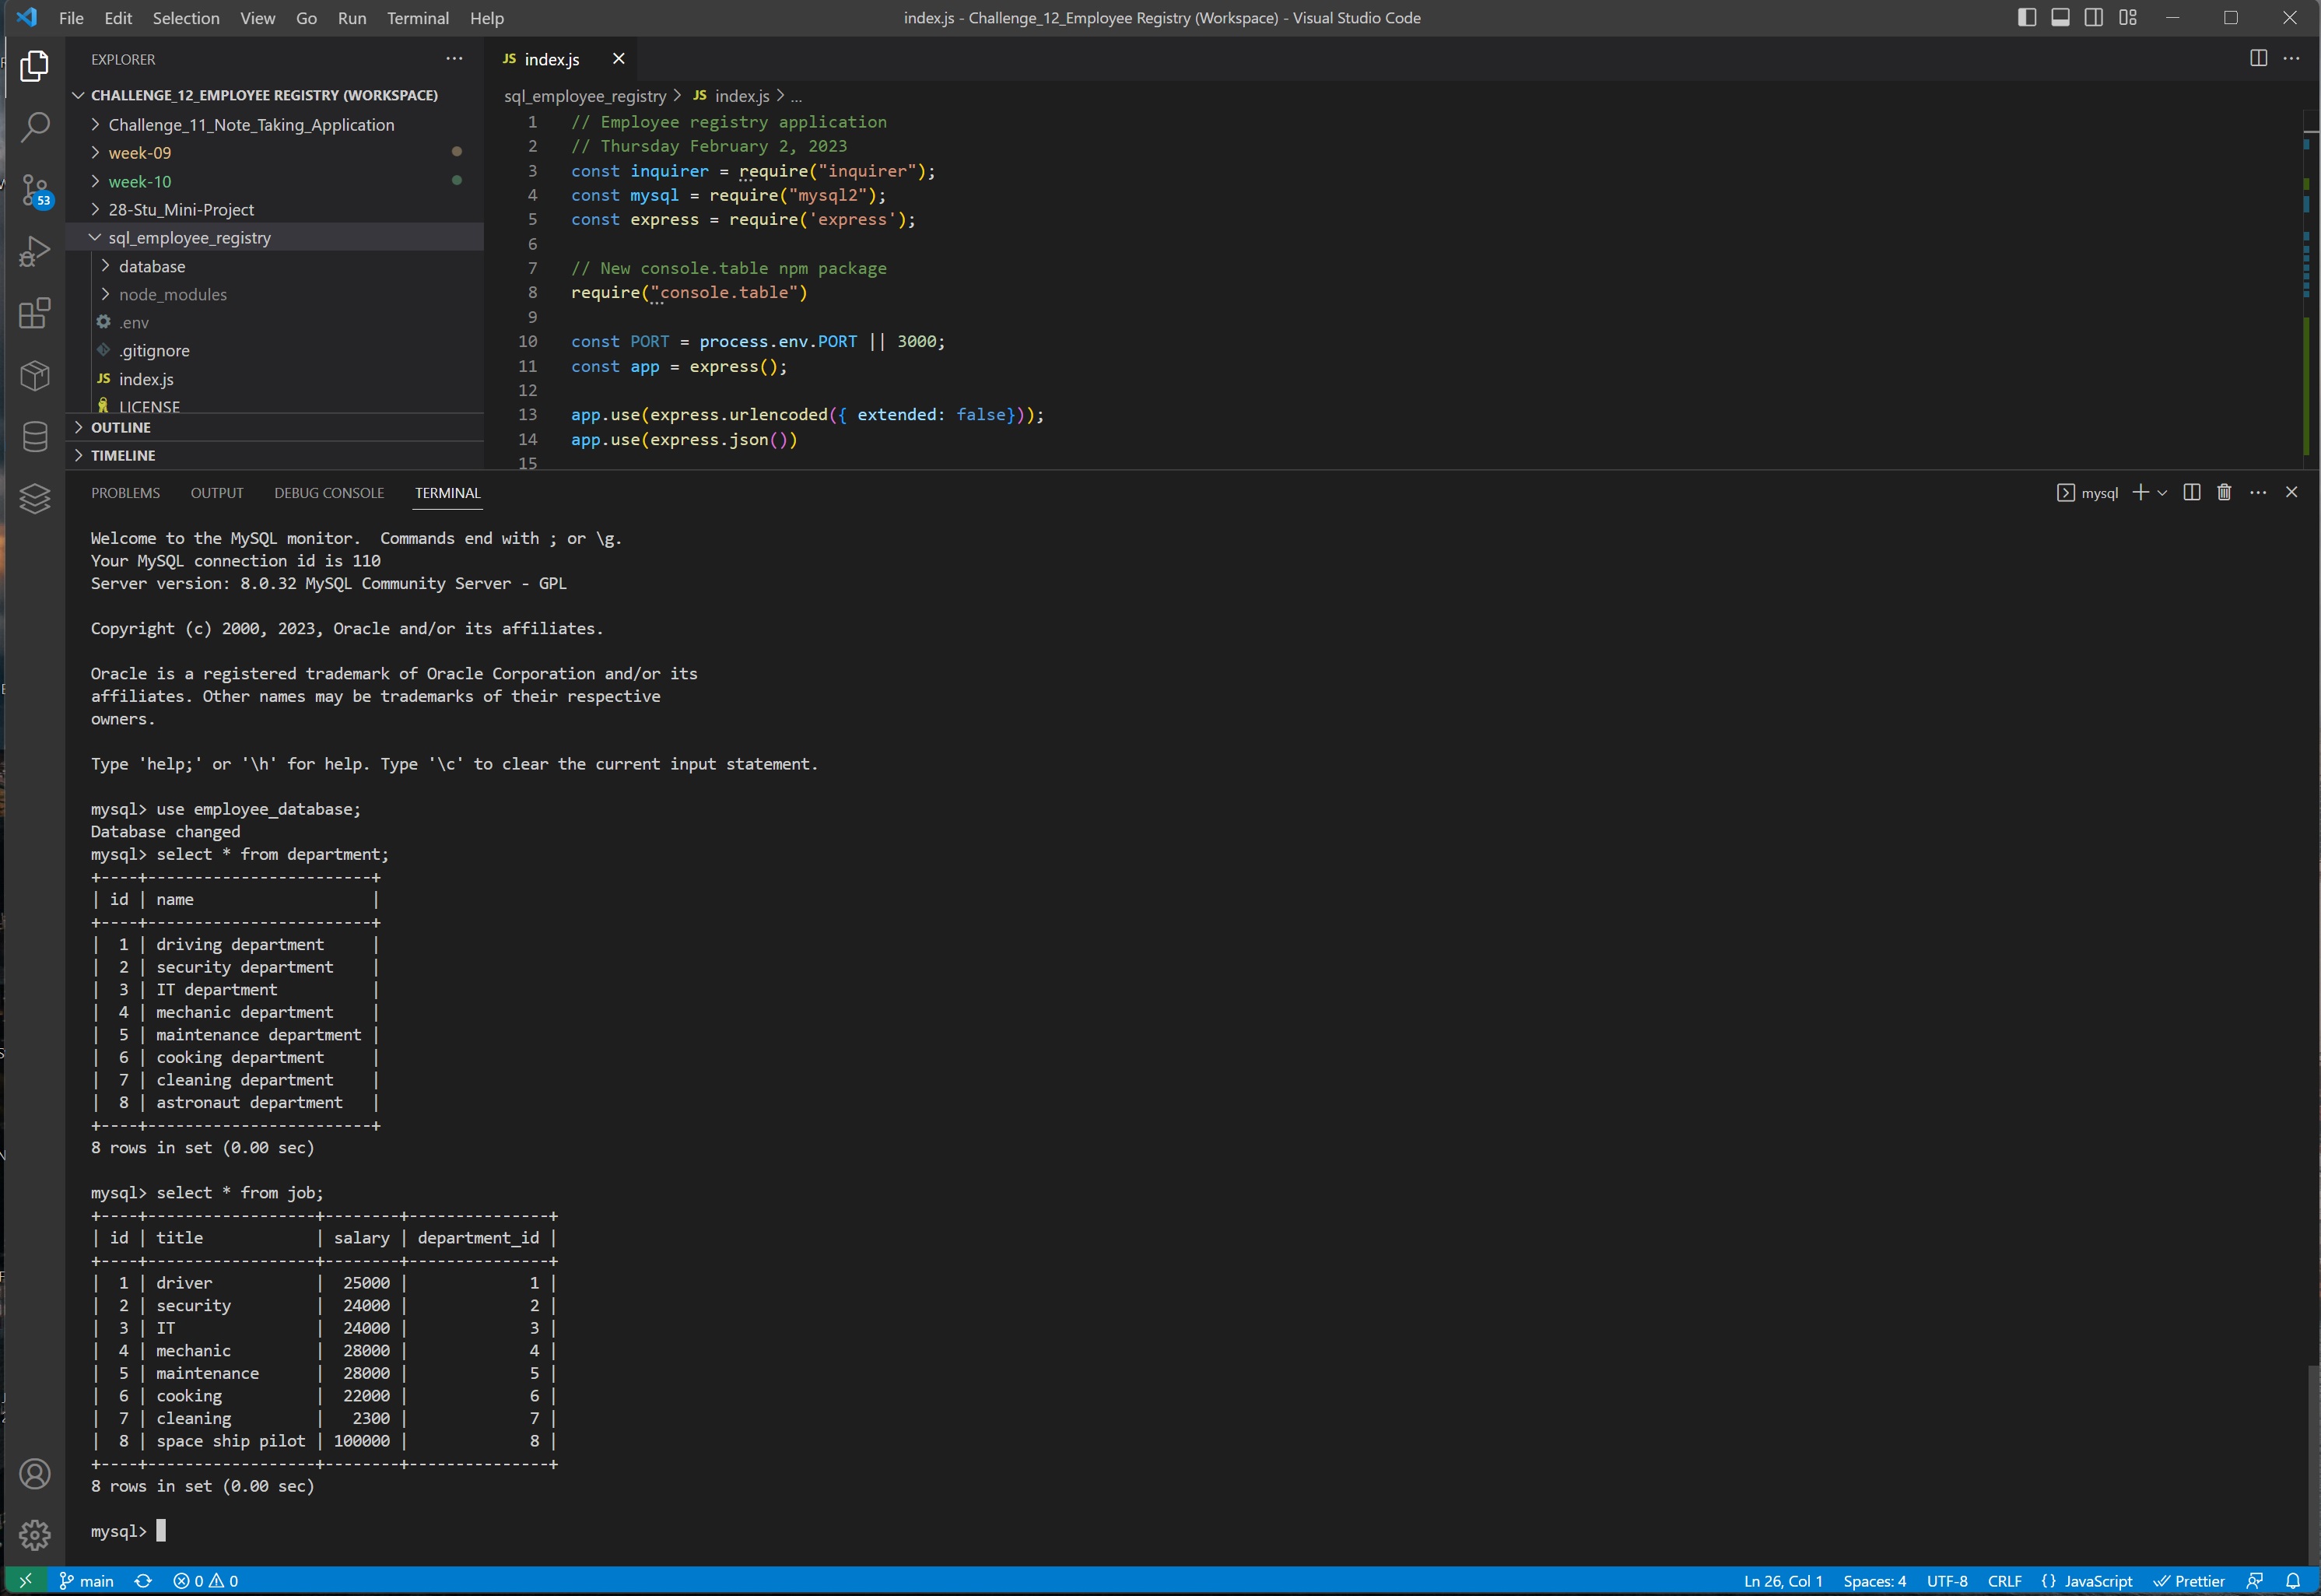 File Edit Selection View Go Run Terminal Help
index.js - Challenge_12_Employee Registry (Workspace) - Visual Studio Code
EXPLORER
CHALLENGE_12_EMPLOYEE REGISTRY (WORKSPACE)
Challenge_11_Note_Taking_Application
week-09
week-10
28-Stu_Mini-Project
sql_employee_registry
database
node_modules
.env
.gitignore
JS index.js
LICENSE
OUTLINE
TIMELINE
53
JS index.js
sql_employee_registry > JS index.js > ...
1 // Employee registry application
2 // Thursday February 2, 2023
3 const inquirer = require("inquirer");
4 const mysql = require("mysql2");
5 const express = require('express');
6
7 // New console.table npm package
8 require("console.table")
9
10 const PORT = process.env.PORT || 3000;
11 const app = express();
12
13 app.use(express.urlencoded({ extended: false}));
14 app.use(express.json())
15
PROBLEMS OUTPUT DEBUG CONSOLE TERMINAL
mysql
Welcome to the MySQL monitor.  Commands end with ; or \g.
Your MySQL connection id is 110
Server version: 8.0.32 MySQL Community Server - GPL
Copyright (c) 2000, 2023, Oracle and/or its affiliates.
Oracle is a registered trademark of Oracle Corporation and/or its
affiliates. Other names may be trademarks of their respective
owners.
Type 'help;' or '\h' for help. Type '\c' to clear the current input statement.
mysql> use employee_database;
Database changed
mysql> select * from department;
+----+------------------------+
| id | name                   |
+----+------------------------+
|  1 | driving department     |
|  2 | security department    |
|  3 | IT department          |
|  4 | mechanic department    |
|  5 | maintenance department |
|  6 | cooking department     |
|  7 | cleaning department    |
|  8 | astronaut department   |
+----+------------------------+
8 rows in set (0.00 sec)
mysql> select * from job;
+----+------------------+--------+---------------+
| id | title            | salary | department_id |
+----+------------------+--------+---------------+
|  1 | driver           |  25000 |             1 |
|  2 | security         |  24000 |             2 |
|  3 | IT               |  24000 |             3 |
|  4 | mechanic         |  28000 |             4 |
|  5 | maintenance      |  28000 |             5 |
|  6 | cooking          |  22000 |             6 |
|  7 | cleaning         |   2300 |             7 |
|  8 | space ship pilot | 100000 |             8 |
+----+------------------+--------+---------------+
8 rows in set (0.00 sec)
mysql>
main 0 0 Ln 26, Col 1 Spaces: 4 UTF-8 CRLF {} JavaScript Prettier